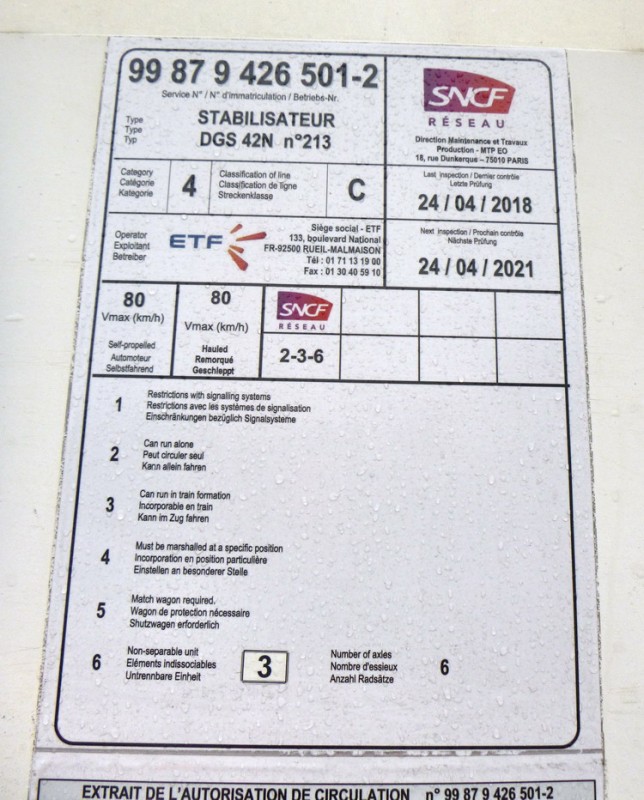 99 87 9 426 501-2
Service N° / N° d'immatriculation / Betriebs-Nr.
Type
Type
Typ
STABILISATEUR
DGS 42N n°213
SNCF
RÉSEAU
Direction Maintenance et Travaux
Production - MTP EO
18, rue Dunkerque - 75010 PARIS
Category
Catégorie
Kategorie
4
Classification of line
Classification de ligne
Streckenklasse
C
Last inspection / Dernier contrôle
Letzte Prüfung
24 / 04 / 2018
Operator
Exploitant
Betreiber
ETF
Siège social - ETF
133, boulevard National
FR-92500 RUEIL-MALMAISON
Tél : 01 71 13 19 00
Fax : 01 30 40 59 10
Next inspection / Prochain contrôle
Nächste Prüfung
24 / 04 / 2021
80
Vmax (km/h)
Self-propelled
Automoteur
Selbstfahrend
80
Vmax (km/h)
Hauled
Remorqué
Geschleppt
SNCF
RÉSEAU
2-3-6
1
Restrictions with signalling systems
Restrictions avec les systèmes de signalisation
Einschränkungen bezüglich Signalsysteme
2
Can run alone
Peut circuler seul
Kann allein fahren
3
Can run in train formation
Incorporable en train
Kann im Zug fahren
4
Must be marshalled at a specific position
Incorporation en position particulière
Einstellen an besonderer Stelle
5
Match wagon required.
Wagon de protection nécessaire
Shutzwagen erforderlich
6
Non-separable unit
Eléments indissociables
Untrennbare Einheit
3
Number of axles
Nombre d'essieux
Anzahl Radsätze
6
EXTRAIT DE L'AUTORISATION DE CIRCULATION n° 99 87 9 426 501-2